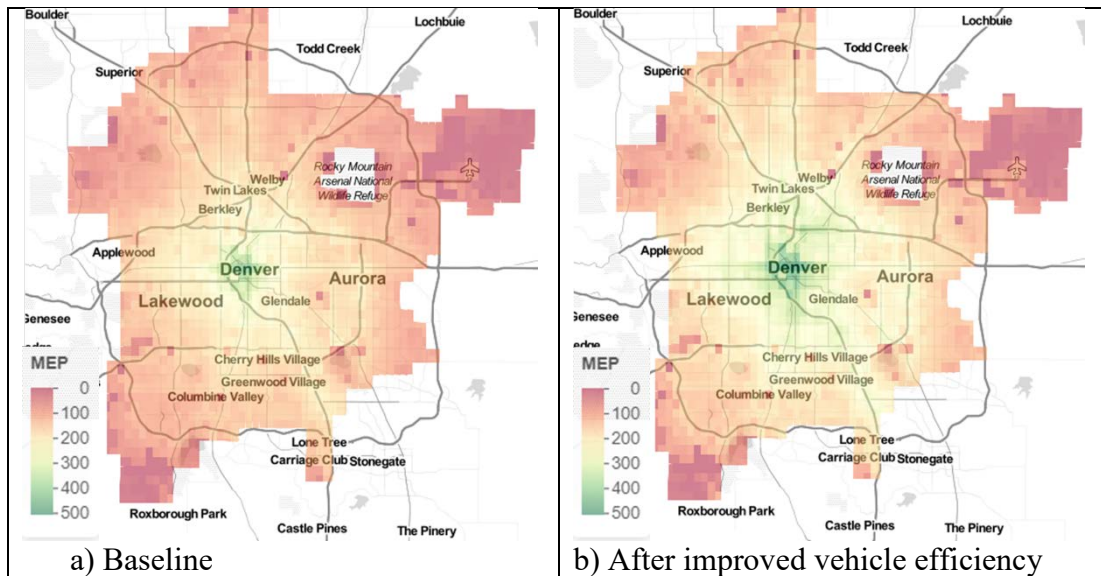 Boulder
Lochbuie
Todd Creek
Superior
Rocky Mountain
Arsenal National
Wildlife Refuge
Welby
Twin Lakes
Berkley
Applewood
Denver
Aurora
Lakewood
Glendale
Genesee
MEP
Cherry Hills Village
0
Greenwood Village
100
Columbine Valley
200
300
Lone Tree
400
Carriage Club
Stonegate
500
Roxborough Park
Castle Pines
The Pinery
a) Baseline
Boulder
Lochbuie
Todd Creek
Superior
Rocky Mountain
Arsenal National
Wildlife Refuge
Welby
Twin Lakes
Berkley
Applewood
Denver
Aurora
Lakewood
Glendale
Genesee
MEP
Cherry Hills Village
0
Greenwood Village
100
Columbine Valley
200
300
Lone Tree
400
Carriage Club
Stonegate
500
Roxborough Park
Castle Pines
The Pinery
b) After improved vehicle efficiency